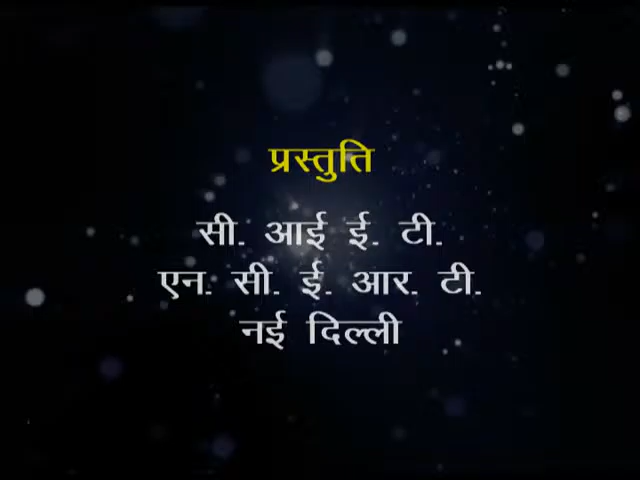 प्रस्तुति
सी. आई ई. टी.
एन. सी. ई. आर. टी.
नई दिल्ली